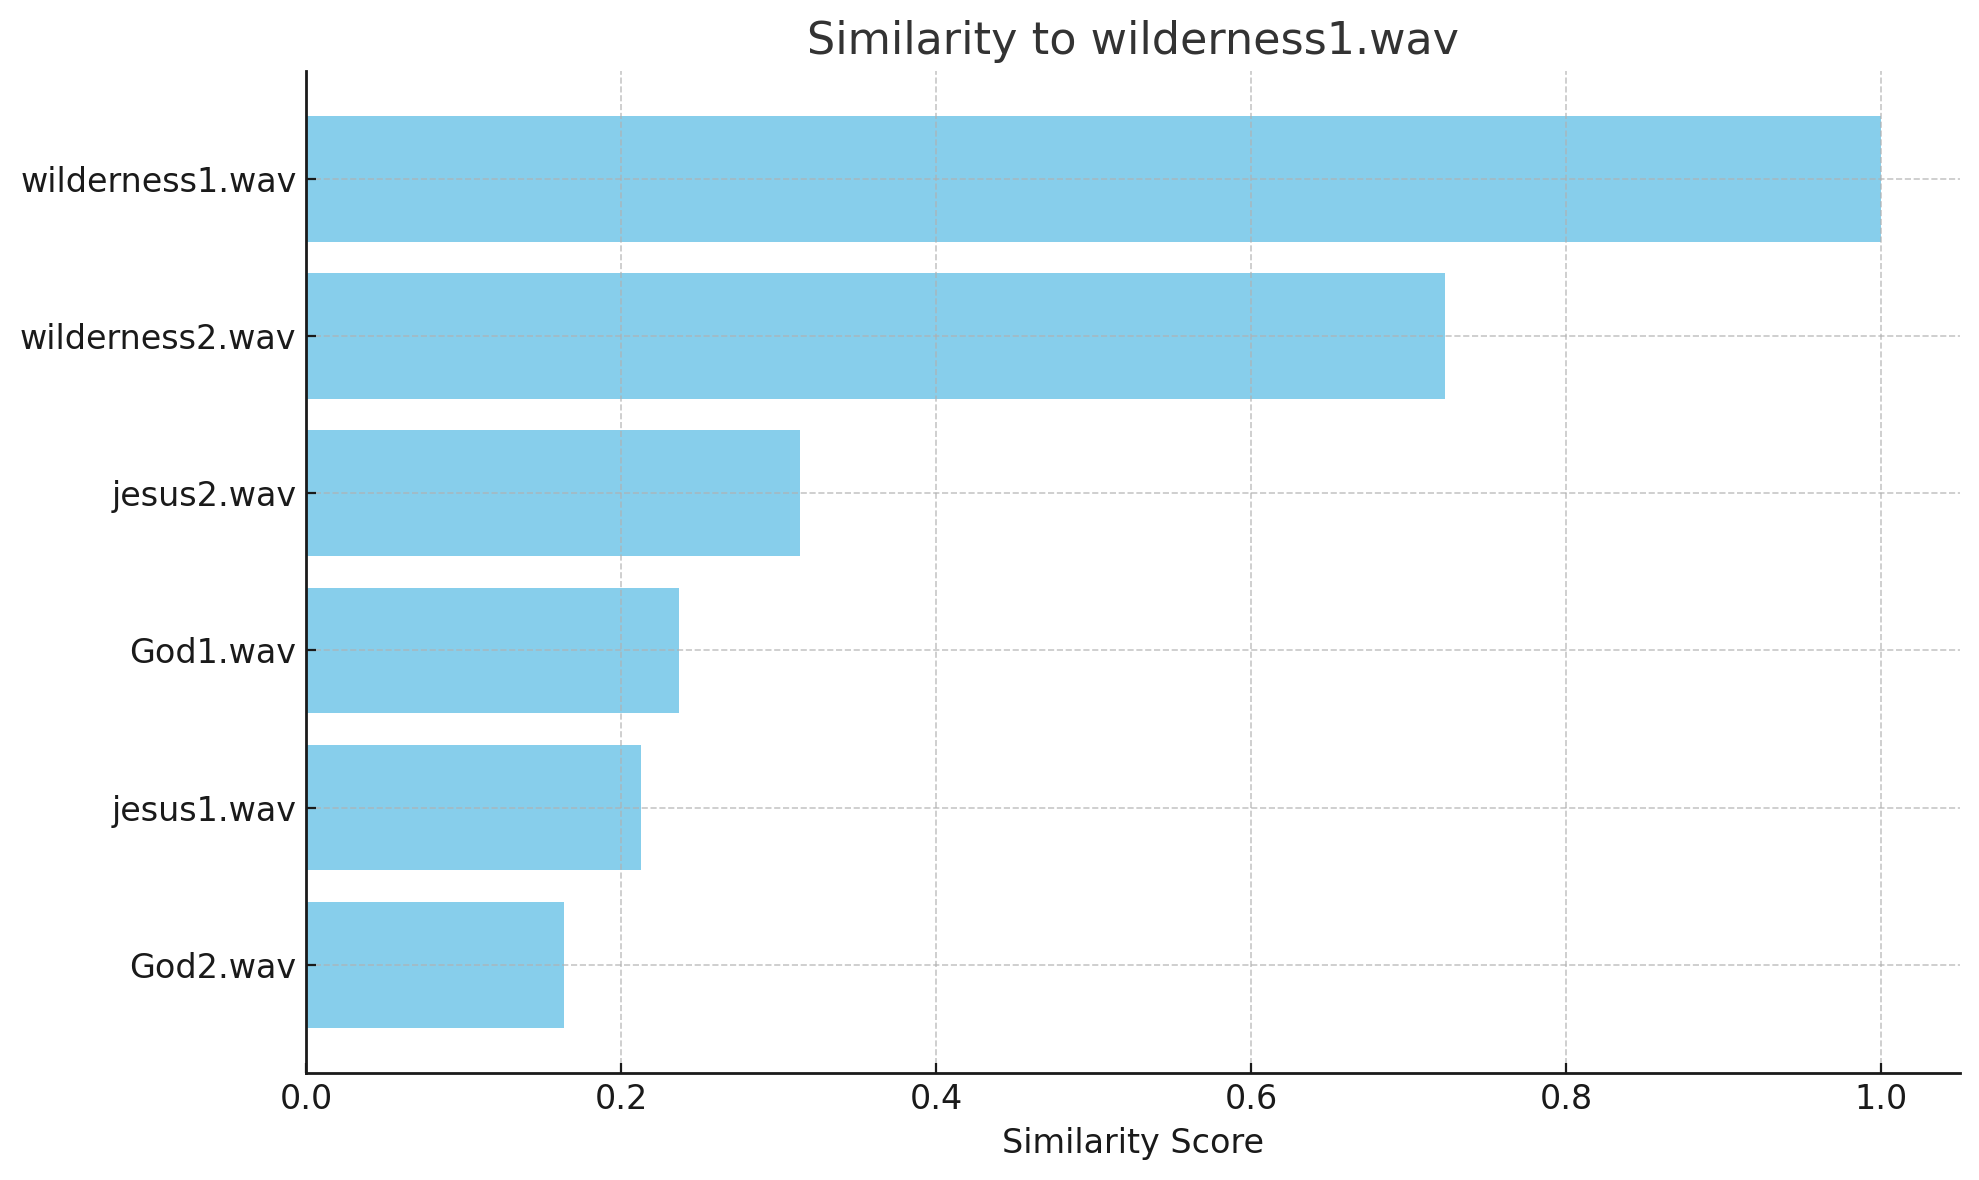 Similarity to wilderness1.wav
wilderness1.wav
wilderness2.wav
jesus2.wav
God1.wav
jesus1.wav
God2.wav
0.0 0.2 0.4 0.6 0.8 1.0
Similarity Score